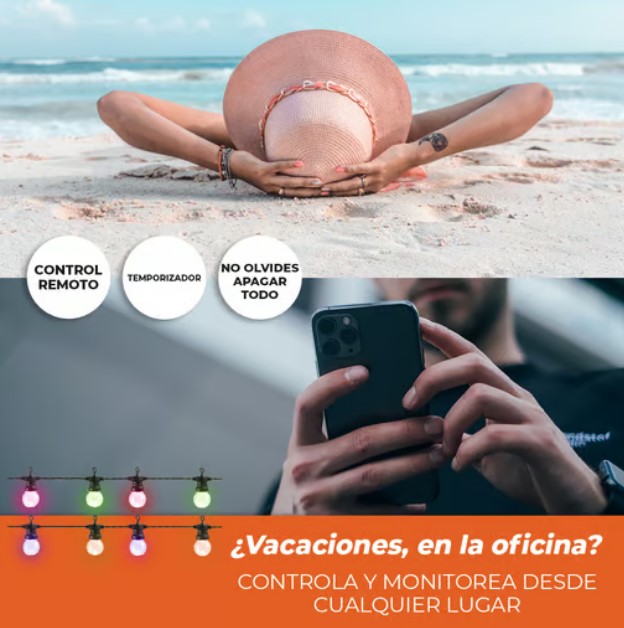 CONTROL
REMOTO
TEMPORIZADOR
NO OLVIDES
APAGAR
TODO
¿Vacaciones, en la oficina?
CONTROLA Y MONITOREA DESDE
CUALQUIER LUGAR